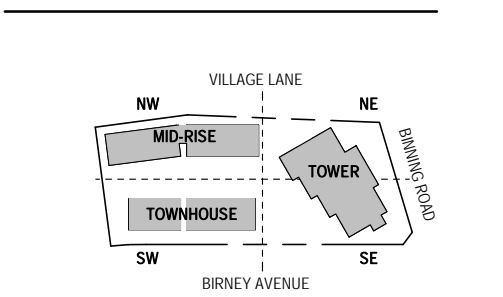 VILLAGE LANE
NW
NE
MID-RISE
BINNING ROAD
TOWER
TOWNHOUSE
SW
SE
BIRNEY AVENUE